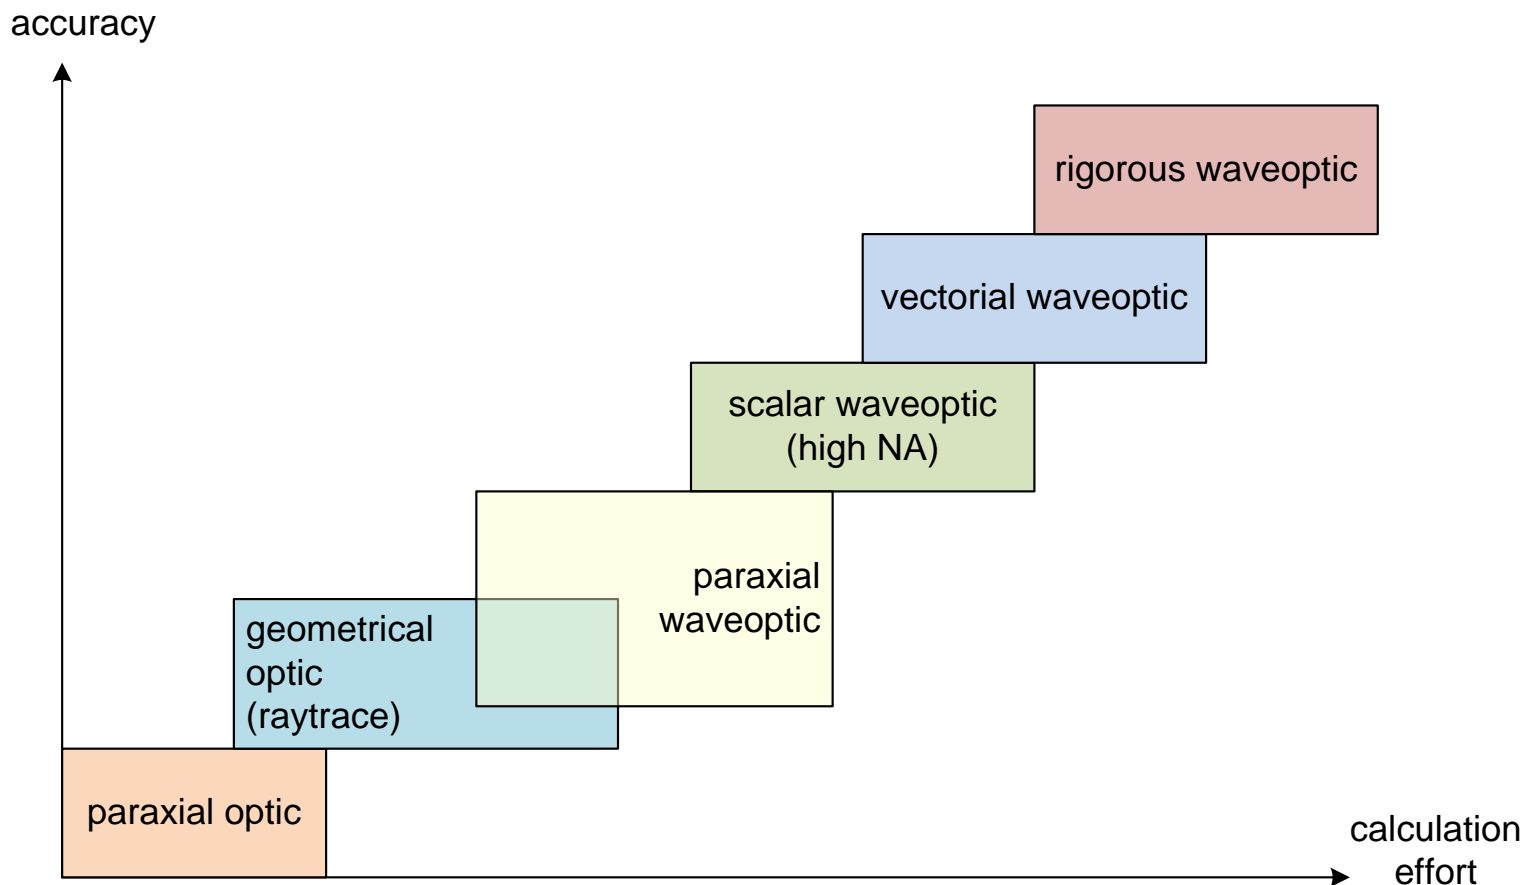 accuracy
rigorous waveoptic
vectorial waveoptic
scalar waveoptic
(high NA)
paraxial
waveoptic
geometrical
optic
(raytrace)
paraxial optic
calculation
effort